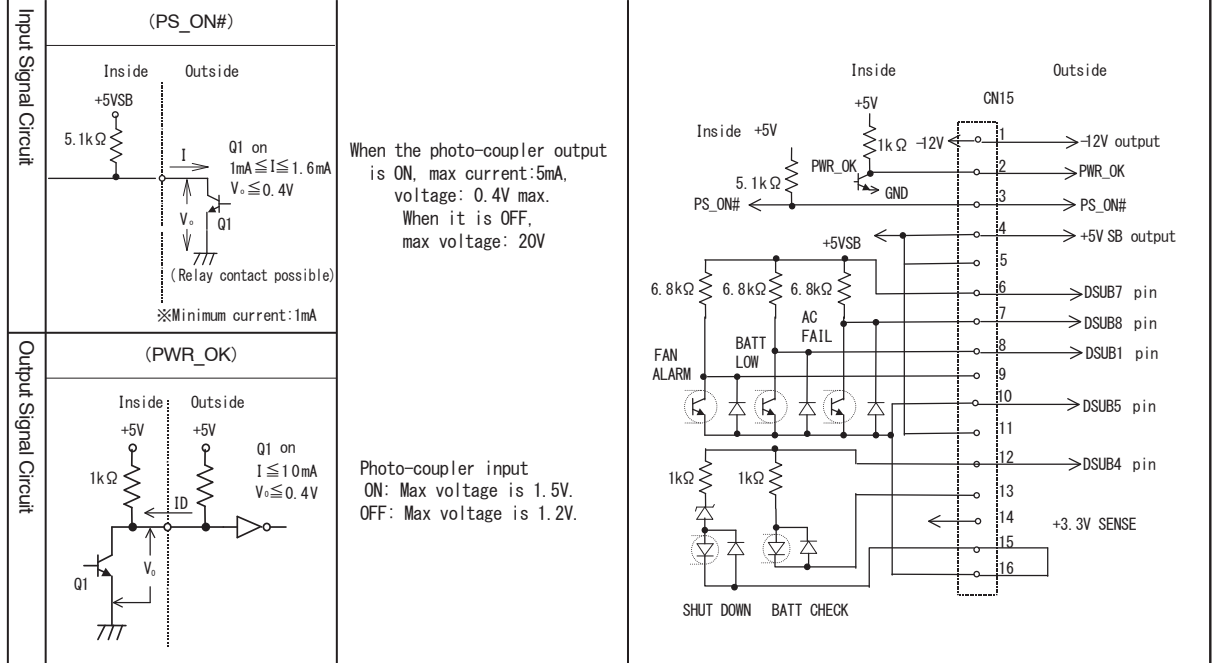 Input Signal Circuit
(PS_ON#)
Inside
Outside
+5VSB
5.1kΩ
I
Q1 on
1mA≦I≦1.6mA
V₀≦0.4V
V₀
Q1
(Relay contact possible)
※Minimum current:1mA
When the photo-coupler output
is ON, max current:5mA,
voltage: 0.4V max.
When it is OFF,
max voltage: 20V
Output Signal Circuit
(PWR_OK)
Inside
Outside
+5V
+5V
Q1 on
I≦10mA
V₀≦0.4V
1kΩ
ID
V₀
Q1
Photo-coupler input
ON: Max voltage is 1.5V.
OFF: Max voltage is 1.2V.
Inside
Outside
+5V
CN15
Inside +5V
1kΩ
-12V
1
-12V output
PWR_OK
2
PWR_OK
5.1kΩ
GND
PS_ON#
3
PS_ON#
4
+5V SB output
+5VSB
5
6.8kΩ
6.8kΩ
6.8kΩ
6
DSUB7 pin
7
DSUB8 pin
AC
FAIL
BATT
LOW
8
DSUB1 pin
FAN
ALARM
9
10
DSUB5 pin
11
12
DSUB4 pin
1kΩ
1kΩ
13
14
+3.3V SENSE
15
16
SHUT DOWN
BATT CHECK